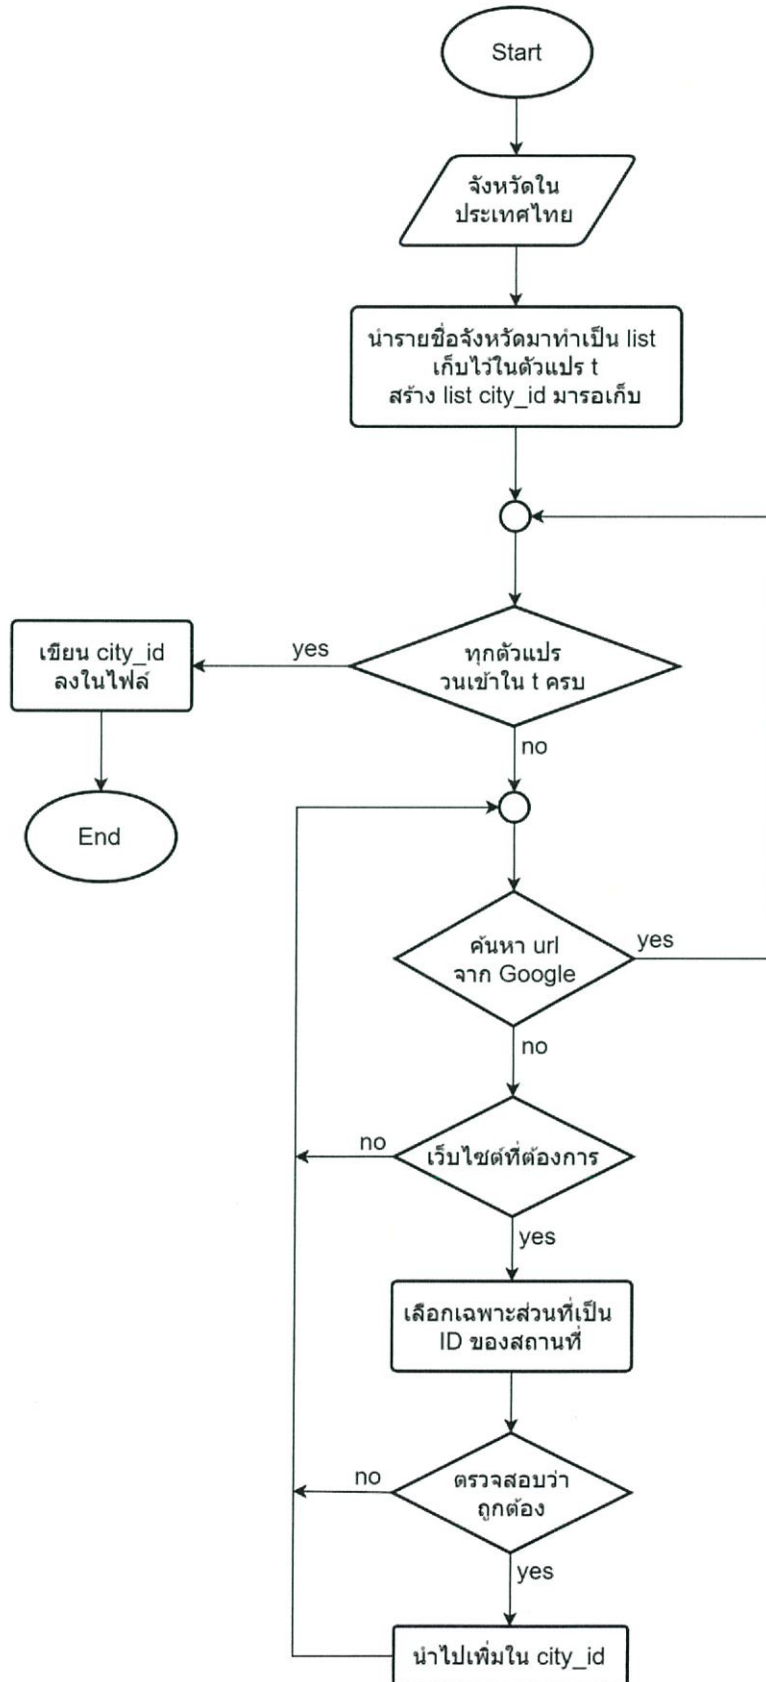 Start
จังหวัดใน
ประเทศไทย
นำรายชื่อจังหวัดมาทำเป็น list
เก็บไว้ในตัวแปร t
สร้าง list city_id มารอเก็บ
ทุกตัวแปร
วนเข้าใน t ครบ
yes
เขียน city_id
ลงในไฟล์
End
no
ค้นหา url
จาก Google
yes
no
เว็บไซต์ที่ต้องการ
no
yes
เลือกเฉพาะส่วนที่เป็น
ID ของสถานที่
ตรวจสอบว่า
ถูกต้อง
no
yes
นำไปเพิ่มใน city_id